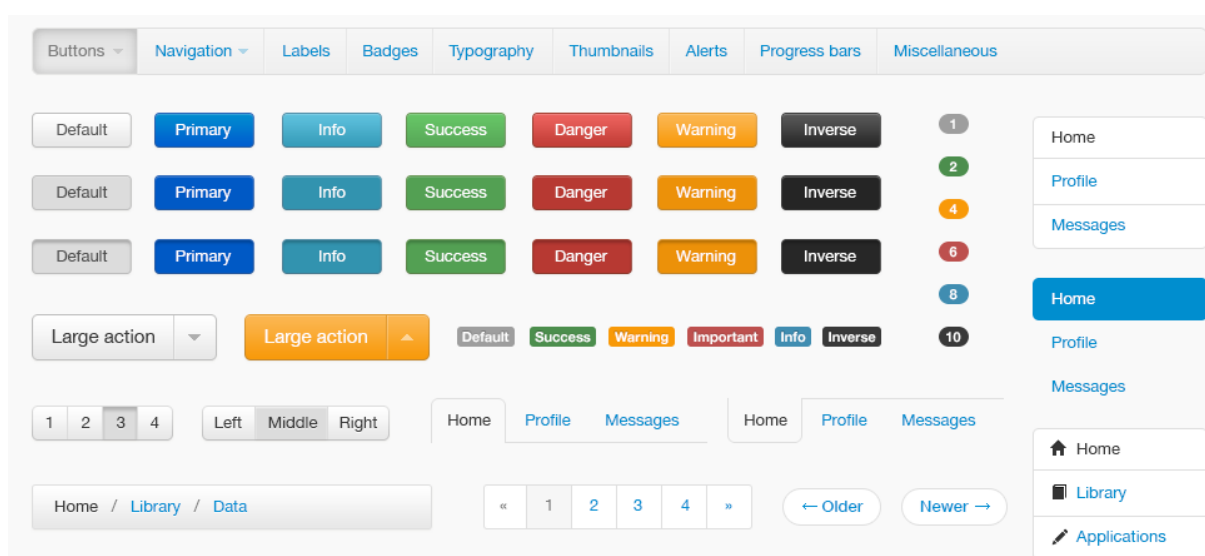 Buttons Navigation Labels Badges Typography Thumbnails Alerts Progress bars Miscellaneous
Default Primary Info Success Danger Warning Inverse 1
Home
2
Profile
Default Primary Info Success Danger Warning Inverse
4
Messages
Default Primary Info Success Danger Warning Inverse 6
8
Home
Large action Large action Default Success Warning Important Info Inverse 10
Profile
Messages
1 2 3 4 Left Middle Right Home Profile Messages Home Profile Messages
Home
Library
Home / Library / Data « 1 2 3 4 » ← Older Newer →
Applications